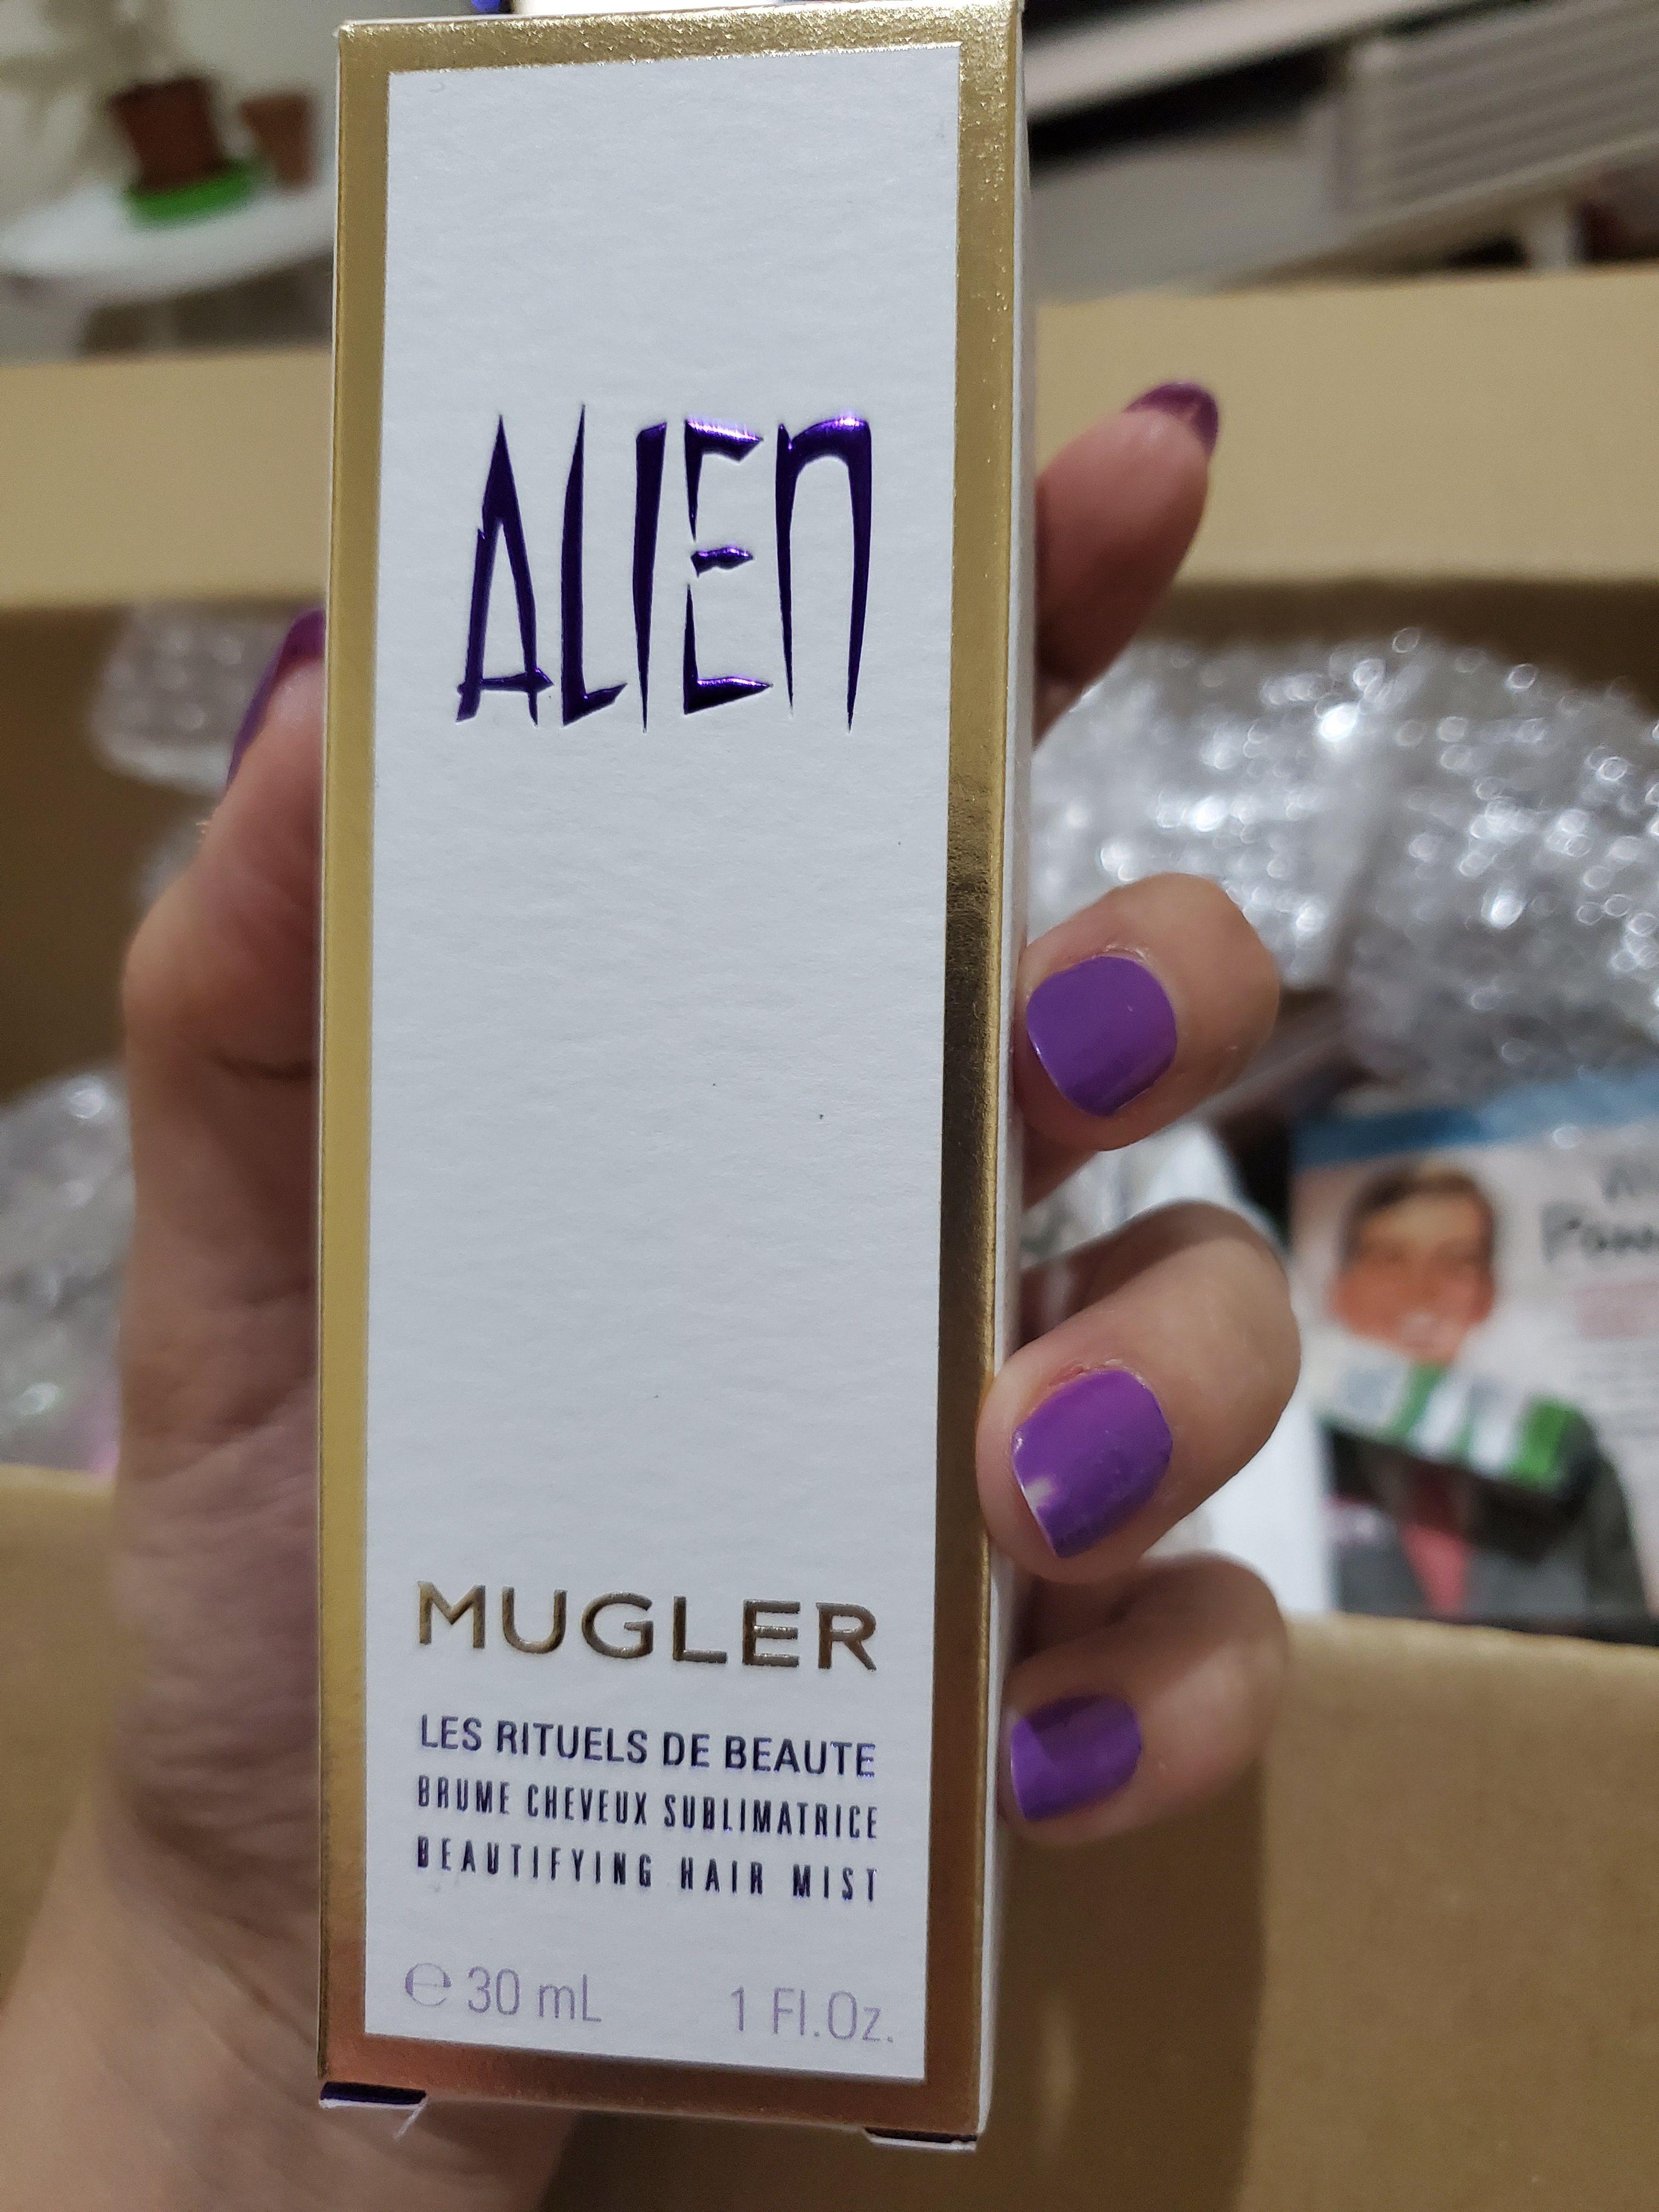 ALIEN
MUGLER
LES RITUELS DE BEAUTE
BRUME CHEVEUX SUBLIMATRICE
BEAUTIFYING HAIR MIST
℮ 30 mL 1 Fl.Oz.